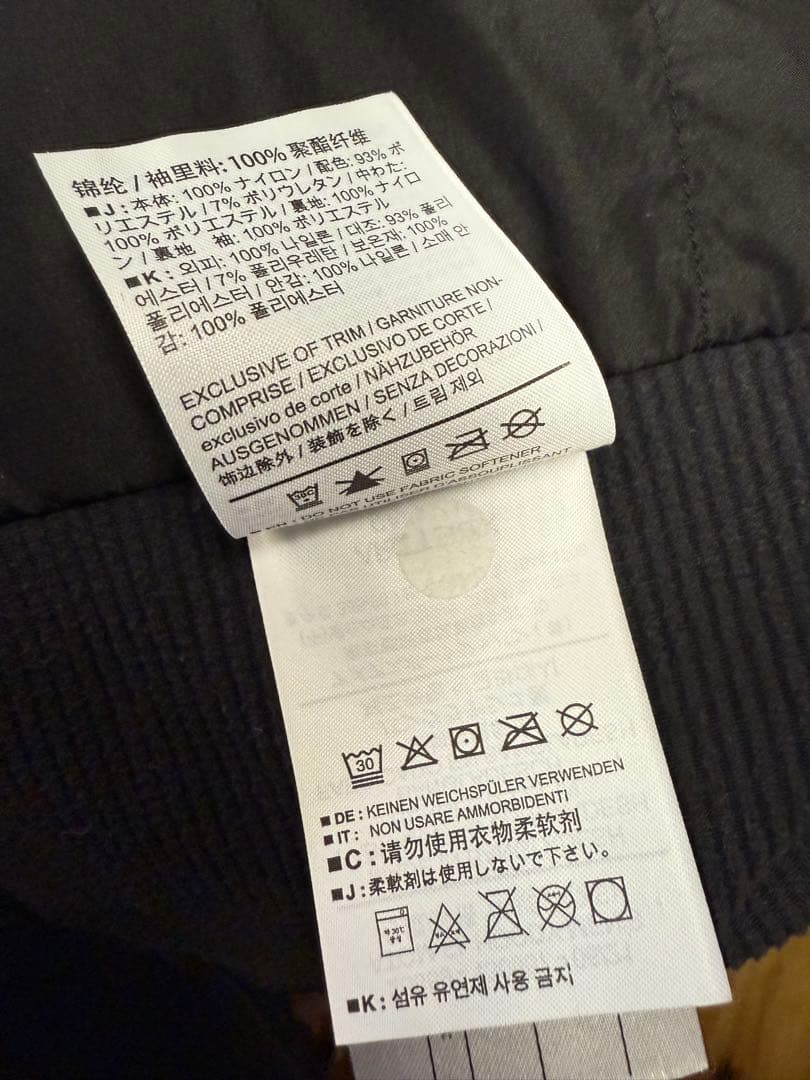 锦纶 / 袖里料: 100% 聚酯纤维
■J : 本体: 100% ナイロン / 配色: 93% ポ
リエステル / 7% ポリウレタン / 中わた:
100% ポリエステル / 裏地: 100% ナイロ
ン / 裏地 袖: 100% ポリエステル
■K : 외피: 100% 나일론 / 대조: 93% 폴리
에스터 / 7% 폴리우레탄 / 보온재: 100%
폴리에스터 / 안감: 100% 나일론 / 소매 안
감: 100% 폴리에스터
EXCLUSIVE OF TRIM / GARNITURE NON-
COMPRISE / EXCLUSIVO DE CORTE /
exclusivo de corte / NÄHZUBEHÖR
AUSGENOMMEN / SENZA DECORAZIONI /
饰边除外 / 装飾を除く / 트림 제외
■ EN : DO NOT USE FABRIC SOFTENER
PAS UTILISER D'ASSOUPLISSANT
30
■ DE : KEINEN WEICHSPÜLER VERWENDEN
■ IT : NON USARE AMMORBIDENTI
■C : 请勿使用衣物柔软剂
■J : 柔軟剤は使用しないで下さい。
약 30℃
중성
■K : 섬유 유연제 사용 금지